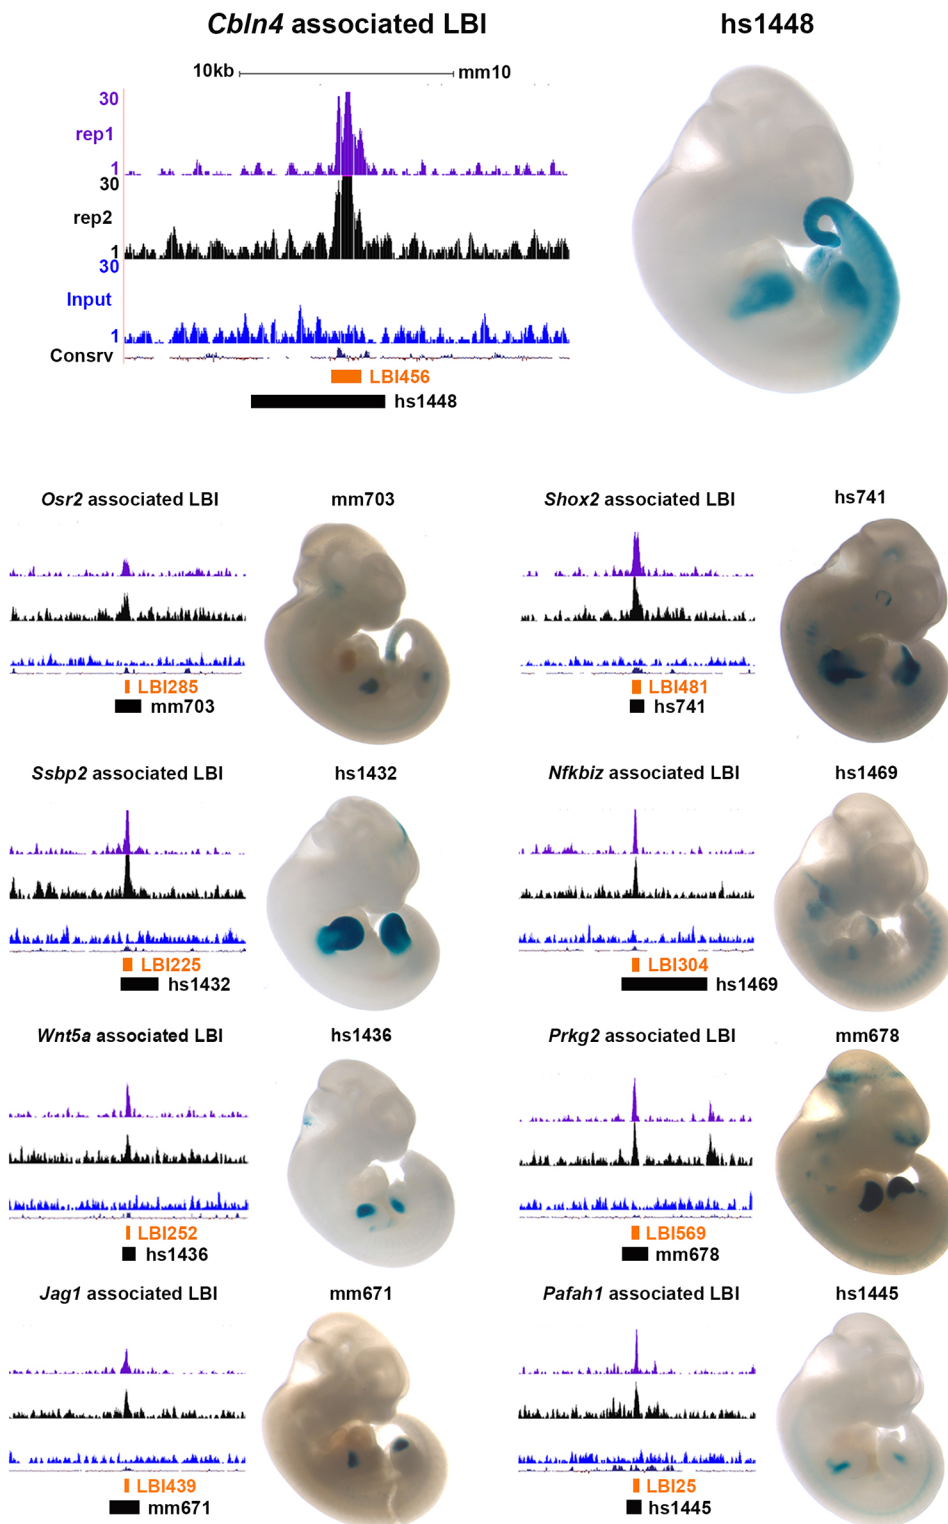 Cbln4 associated LBI
hs1448
10kb mm10
30
rep1
1
30
rep2
1
30
Input
1
Consrv
LBI456
hs1448
Osr2 associated LBI
mm703
LBI285
mm703
Shox2 associated LBI
hs741
LBI481
hs741
Ssbp2 associated LBI
hs1432
LBI225
hs1432
Nfkbiz associated LBI
hs1469
LBI304
hs1469
Wnt5a associated LBI
hs1436
LBI252
hs1436
Prkg2 associated LBI
mm678
LBI569
mm678
Jag1 associated LBI
mm671
LBI439
mm671
Pafah1 associated LBI
hs1445
LBI25
hs1445